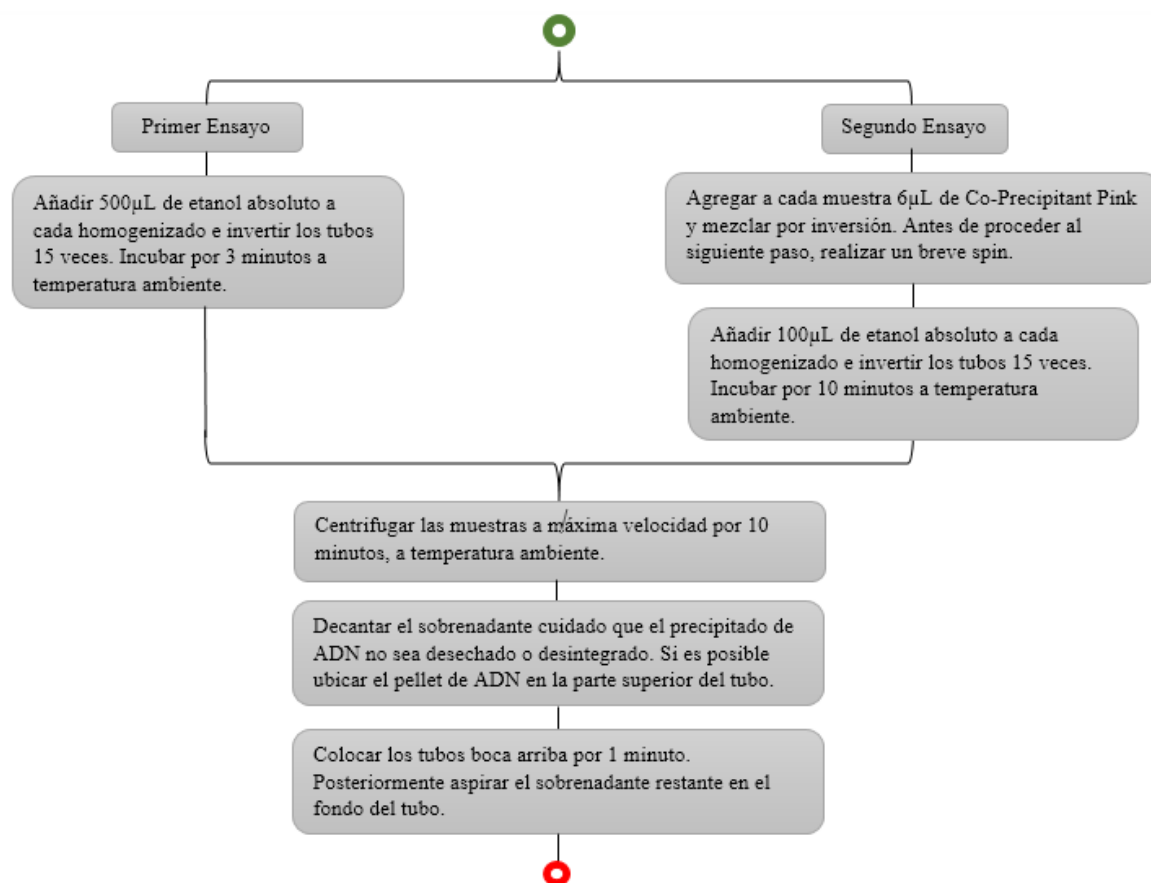 Primer Ensayo
Segundo Ensayo
Añadir 500µL de etanol absoluto a
cada homogenizado e invertir los tubos
15 veces. Incubar por 3 minutos a
temperatura ambiente.
Agregar a cada muestra 6µL de Co-Precipitant Pink
y mezclar por inversión. Antes de proceder al
siguiente paso, realizar un breve spin.
Añadir 100µL de etanol absoluto a cada
homogenizado e invertir los tubos 15 veces.
Incubar por 10 minutos a temperatura
ambiente.
Centrifugar las muestras a máxima velocidad por 10
minutos, a temperatura ambiente.
Decantar el sobrenadante cuidado que el precipitado de
ADN no sea desechado o desintegrado. Si es posible
ubicar el pellet de ADN en la parte superior del tubo.
Colocar los tubos boca arriba por 1 minuto.
Posteriormente aspirar el sobrenadante restante en el
fondo del tubo.